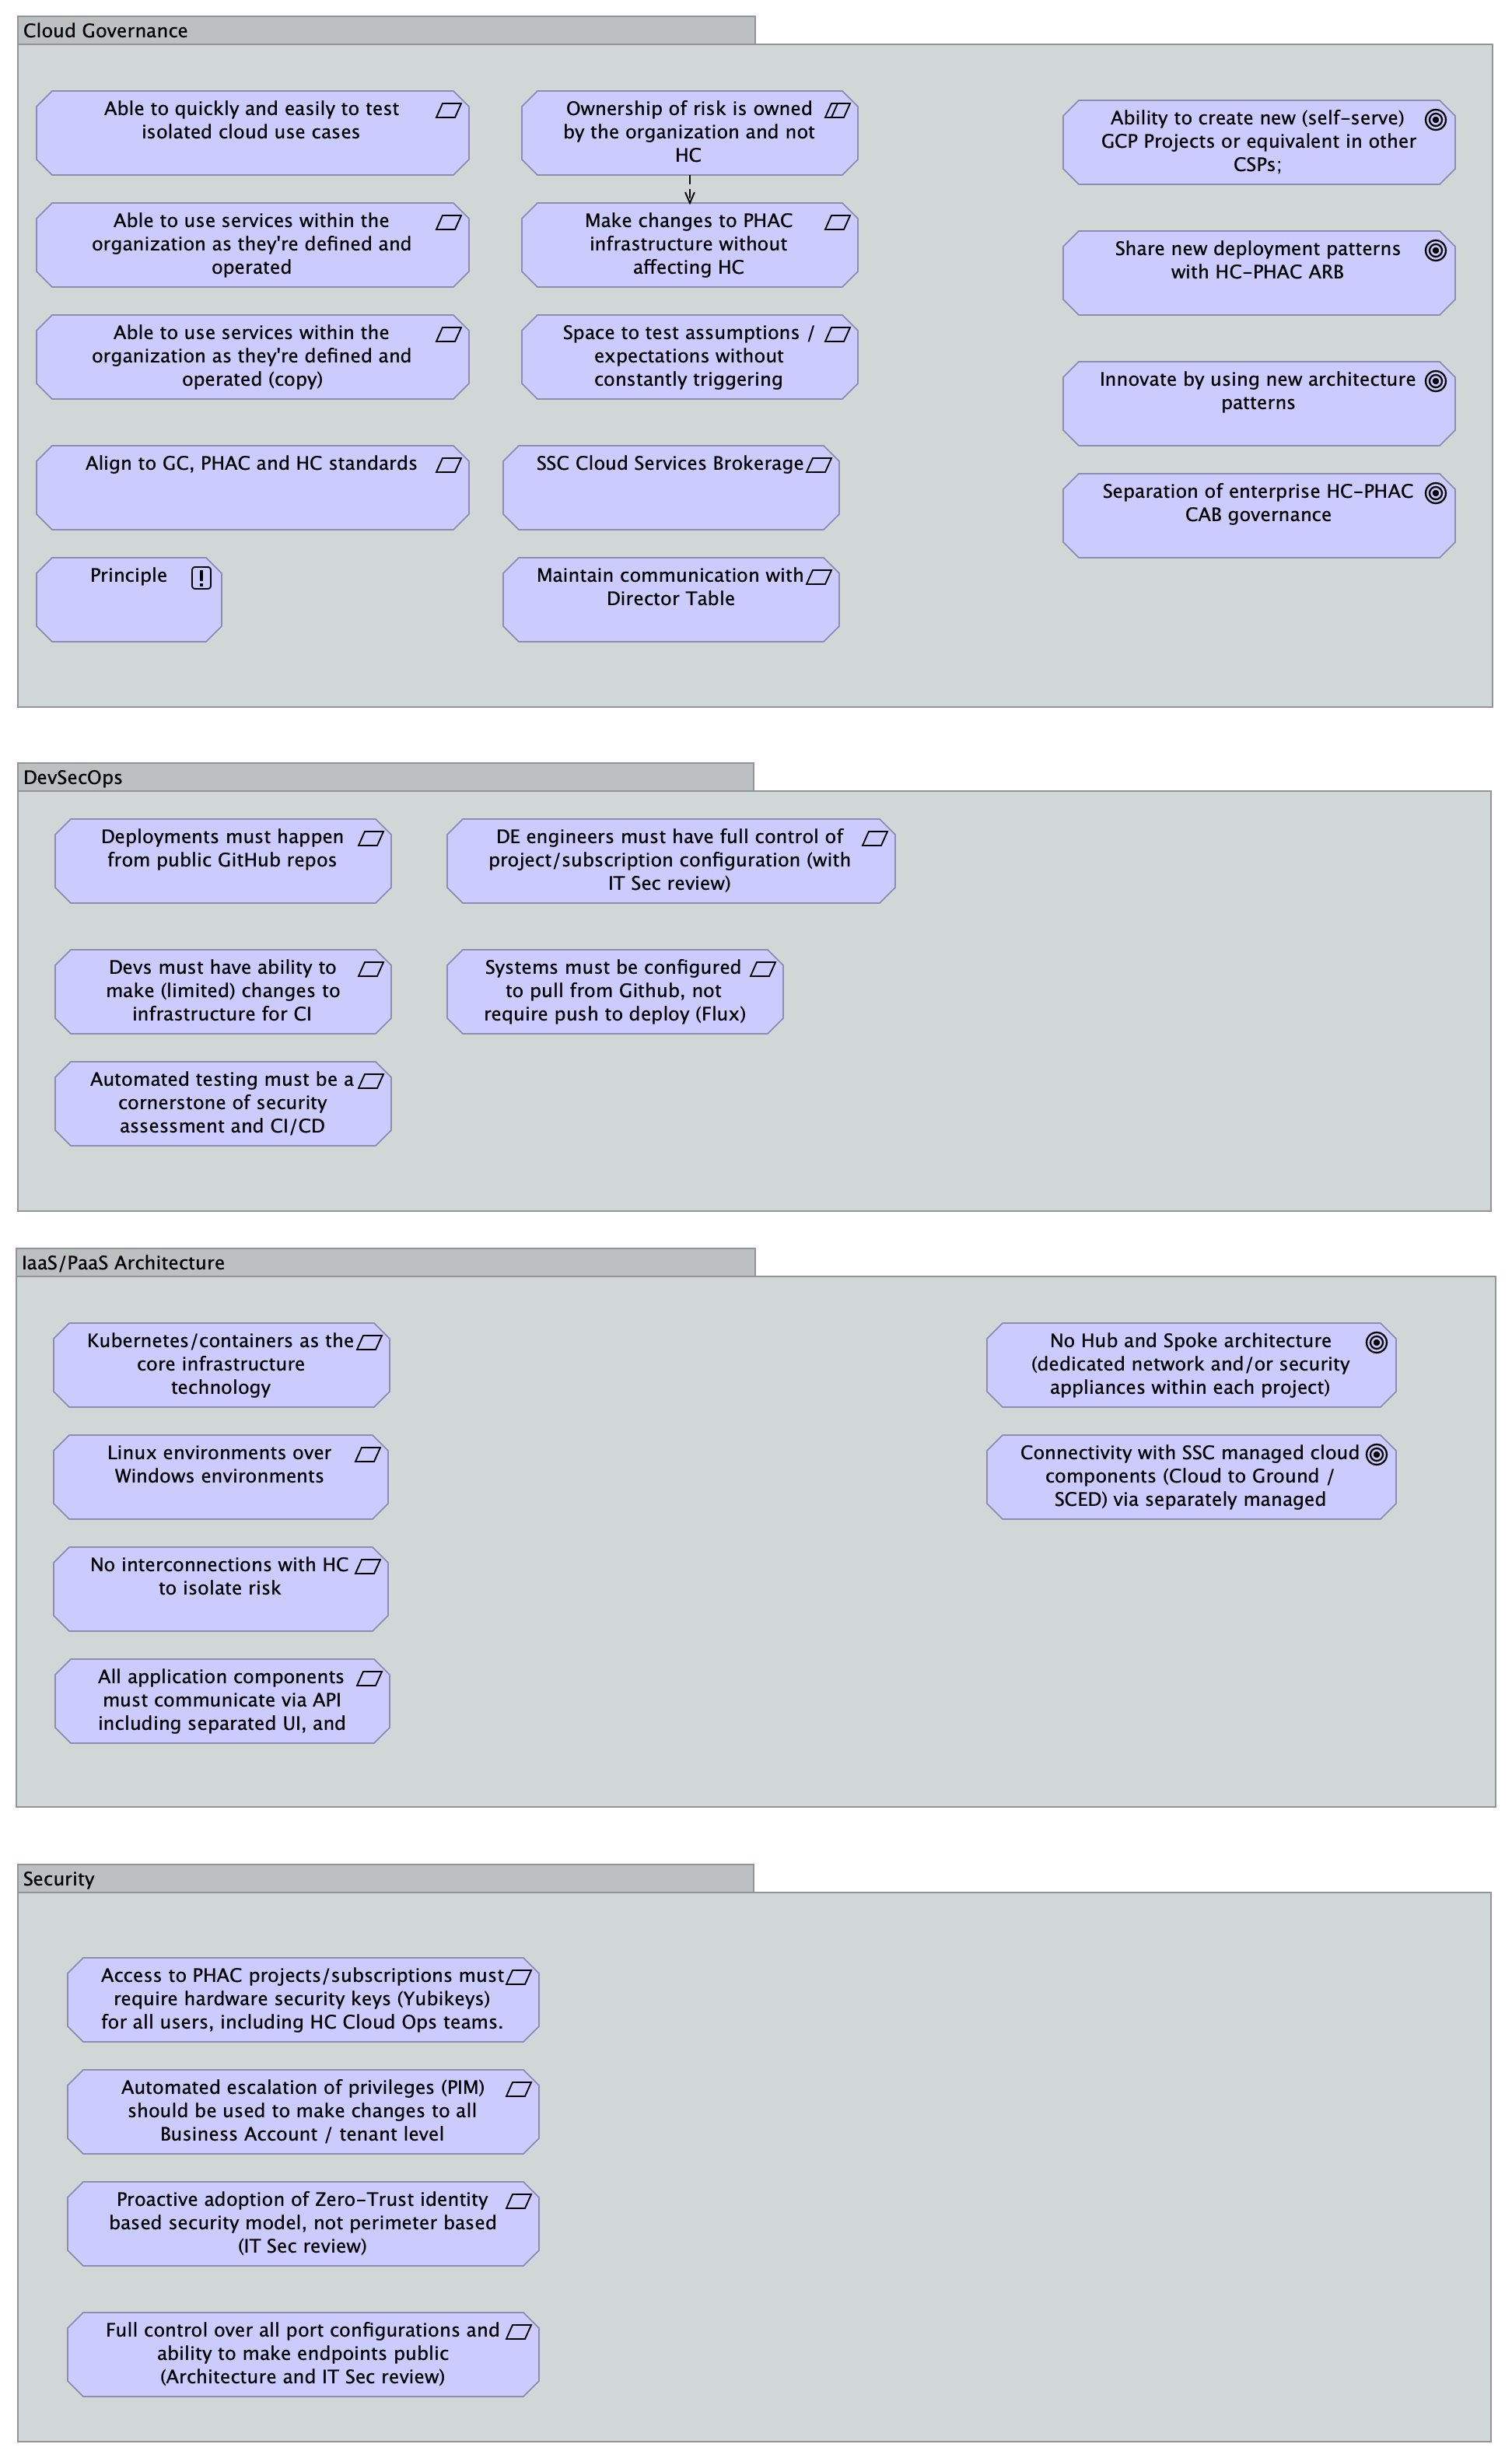 Cloud Governance
Able to quickly and easily to test
isolated cloud use cases
Ownership of risk is owned
by the organization and not
HC
Ability to create new (self-serve)
GCP Projects or equivalent in other
CSPs;
Able to use services within the
organization as they're defined and
operated
Make changes to PHAC
infrastructure without
affecting HC
Share new deployment patterns
with HC-PHAC ARB
Able to use services within the
organization as they're defined and
operated (copy)
Space to test assumptions /
expectations without
constantly triggering
Innovate by using new architecture
patterns
Align to GC, PHAC and HC standards
SSC Cloud Services Brokerage
Separation of enterprise HC-PHAC
CAB governance
Principle
Maintain communication with
Director Table
DevSecOps
Deployments must happen
from public GitHub repos
DE engineers must have full control of
project/subscription configuration (with
IT Sec review)
Devs must have ability to
make (limited) changes to
infrastructure for CI
Systems must be configured
to pull from Github, not
require push to deploy (Flux)
Automated testing must be a
cornerstone of security
assessment and CI/CD
IaaS/PaaS Architecture
Kubernetes/containers as the
core infrastructure
technology
No Hub and Spoke architecture
(dedicated network and/or security
appliances within each project)
Linux environments over
Windows environments
Connectivity with SSC managed cloud
components (Cloud to Ground /
SCED) via separately managed
No interconnections with HC
to isolate risk
All application components
must communicate via API
including separated UI, and
Security
Access to PHAC projects/subscriptions must
require hardware security keys (Yubikeys)
for all users, including HC Cloud Ops teams.
Automated escalation of privileges (PIM)
should be used to make changes to all
Business Account / tenant level
Proactive adoption of Zero-Trust identity
based security model, not perimeter based
(IT Sec review)
Full control over all port configurations and
ability to make endpoints public
(Architecture and IT Sec review)